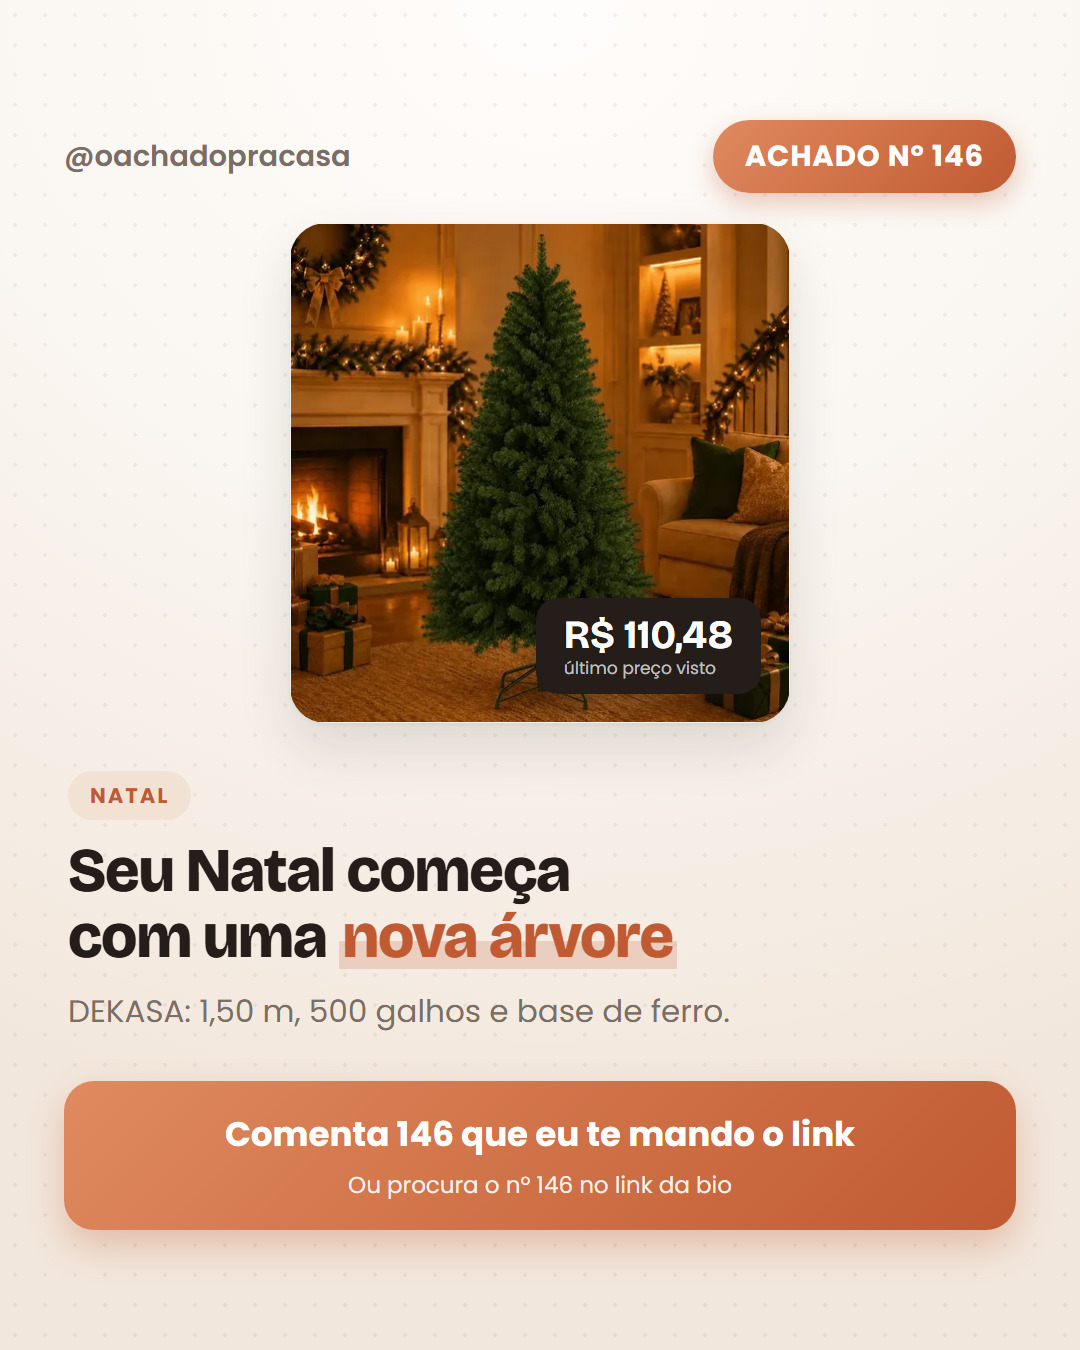 @oachadopracasa
ACHADO Nº 146
R$ 110,48
último preço visto
NATAL
Seu Natal começa
com uma nova árvore
DEKASA: 1,50 m, 500 galhos e base de ferro.
Comenta 146 que eu te mando o link
Ou procura o nº 146 no link da bio